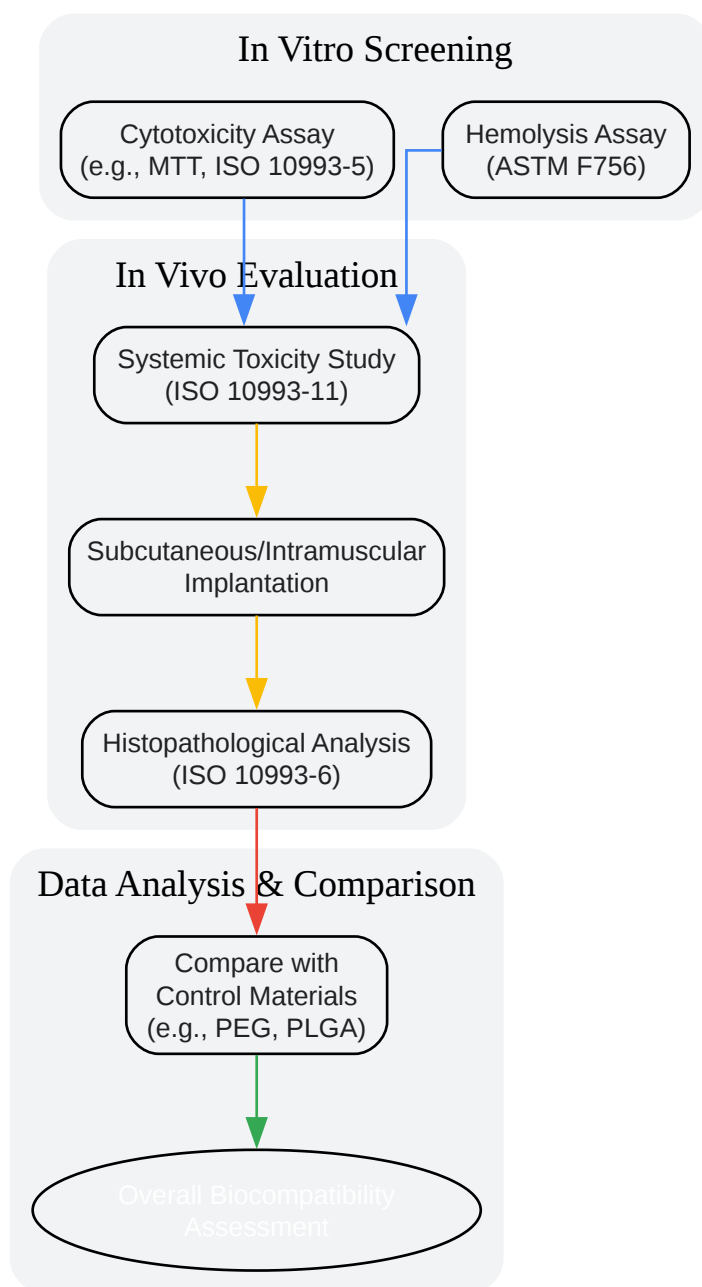 In Vitro Screening
Cytotoxicity Assay
(e.g., MTT, ISO 10993-5)
Hemolysis Assay
(ASTM F756)
In Vivo Evaluation
Systemic Toxicity Study
(ISO 10993-11)
Subcutaneous/Intramuscular
Implantation
Histopathological Analysis
(ISO 10993-6)
Data Analysis & Comparison
Compare with
Control Materials
(e.g., PEG, PLGA)
Overall Biocompatibility
Assessment